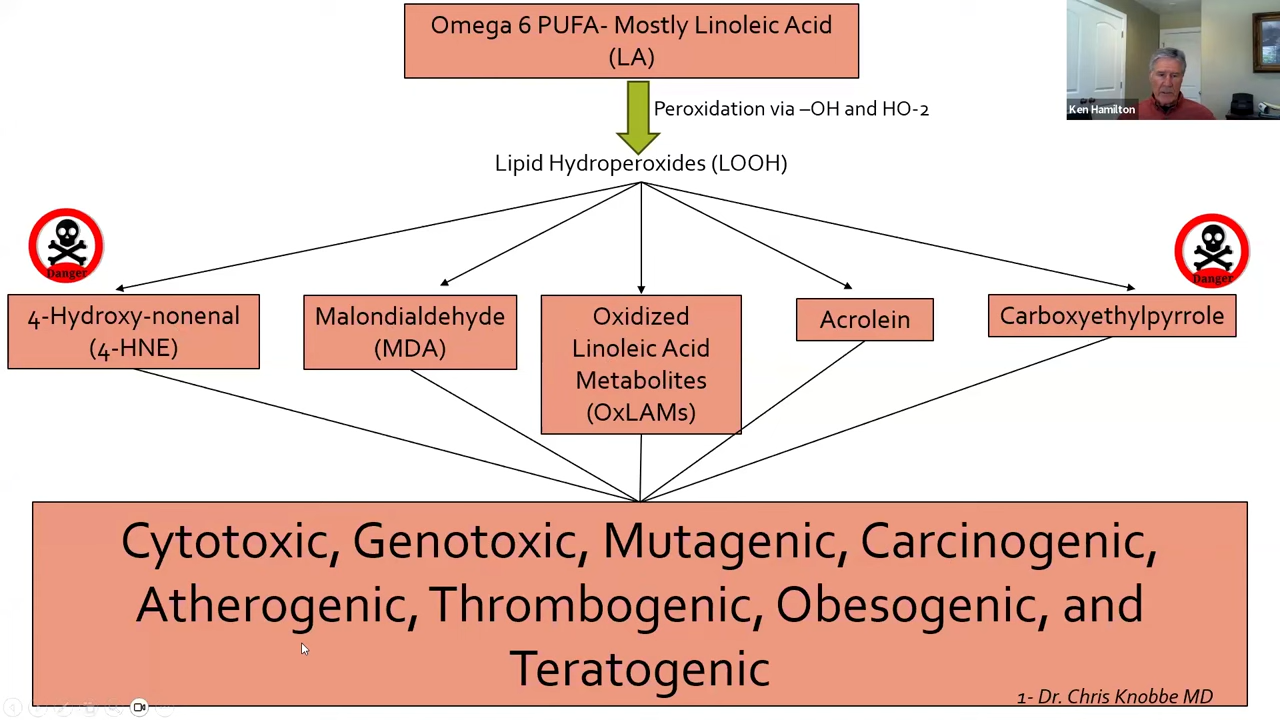 Omega 6 PUFA- Mostly Linoleic Acid
(LA)
Ken Hamilton
Peroxidation via –OH and HO-2
Lipid Hydroperoxides (LOOH)
Danger
Danger
4-Hydroxy-nonenal
(4-HNE)
Malondialdehyde
(MDA)
Oxidized
Linoleic Acid
Metabolites
(OxLAMs)
Acrolein
Carboxyethylpyrrole
Cytotoxic, Genotoxic, Mutagenic, Carcinogenic,
Atherogenic, Thrombogenic, Obesogenic, and
Teratogenic
1- Dr. Chris Knobbe MD